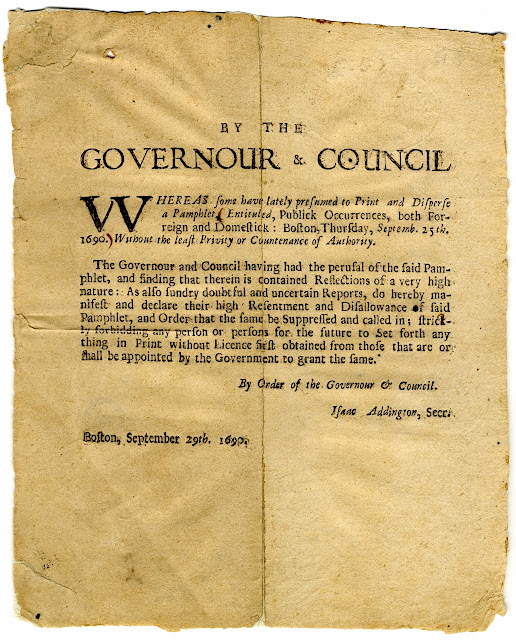 BY THE
GOVERNOUR & COUNCIL
WHEREAS ſome have lately preſumed to Print and Diſperſe
a Pamphlet, Entituled, Publick Occurrences, both For-
reign and Domeſtick : Boſton, Thurſday, Septemb. 25th.
1690. Without the leaſt Privity or Countenance of Authority.
The Governour and Council having had the peruſal of the ſaid Pam-
phlet, and finding that therein is contained Reflections of a very high
nature: As alſo ſundry doubtful and uncertain Reports, do hereby ma-
nifeſt and declare their high Reſentment and Diſallowance of ſaid
Pamphlet, and Order that the ſame be Suppreſſed and called in; ſtrict-
ly forbidding any perſon or perſons for the future to Set forth any
thing in Print without Licence firſt obtained from thoſe that are or
ſhall be appointed by the Government to grant the ſame.
By Order of the Governour & Council.
Iſaac Addington, Secr.
Boſton, September 29th. 1690.